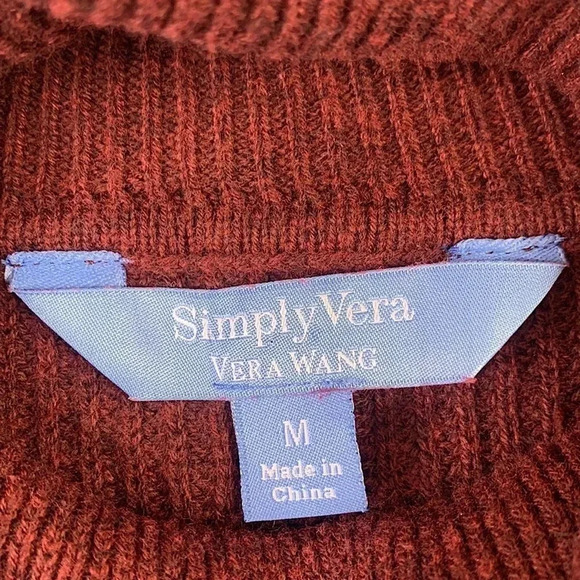 Simply Vera
VERA WANG
M
Made in
China